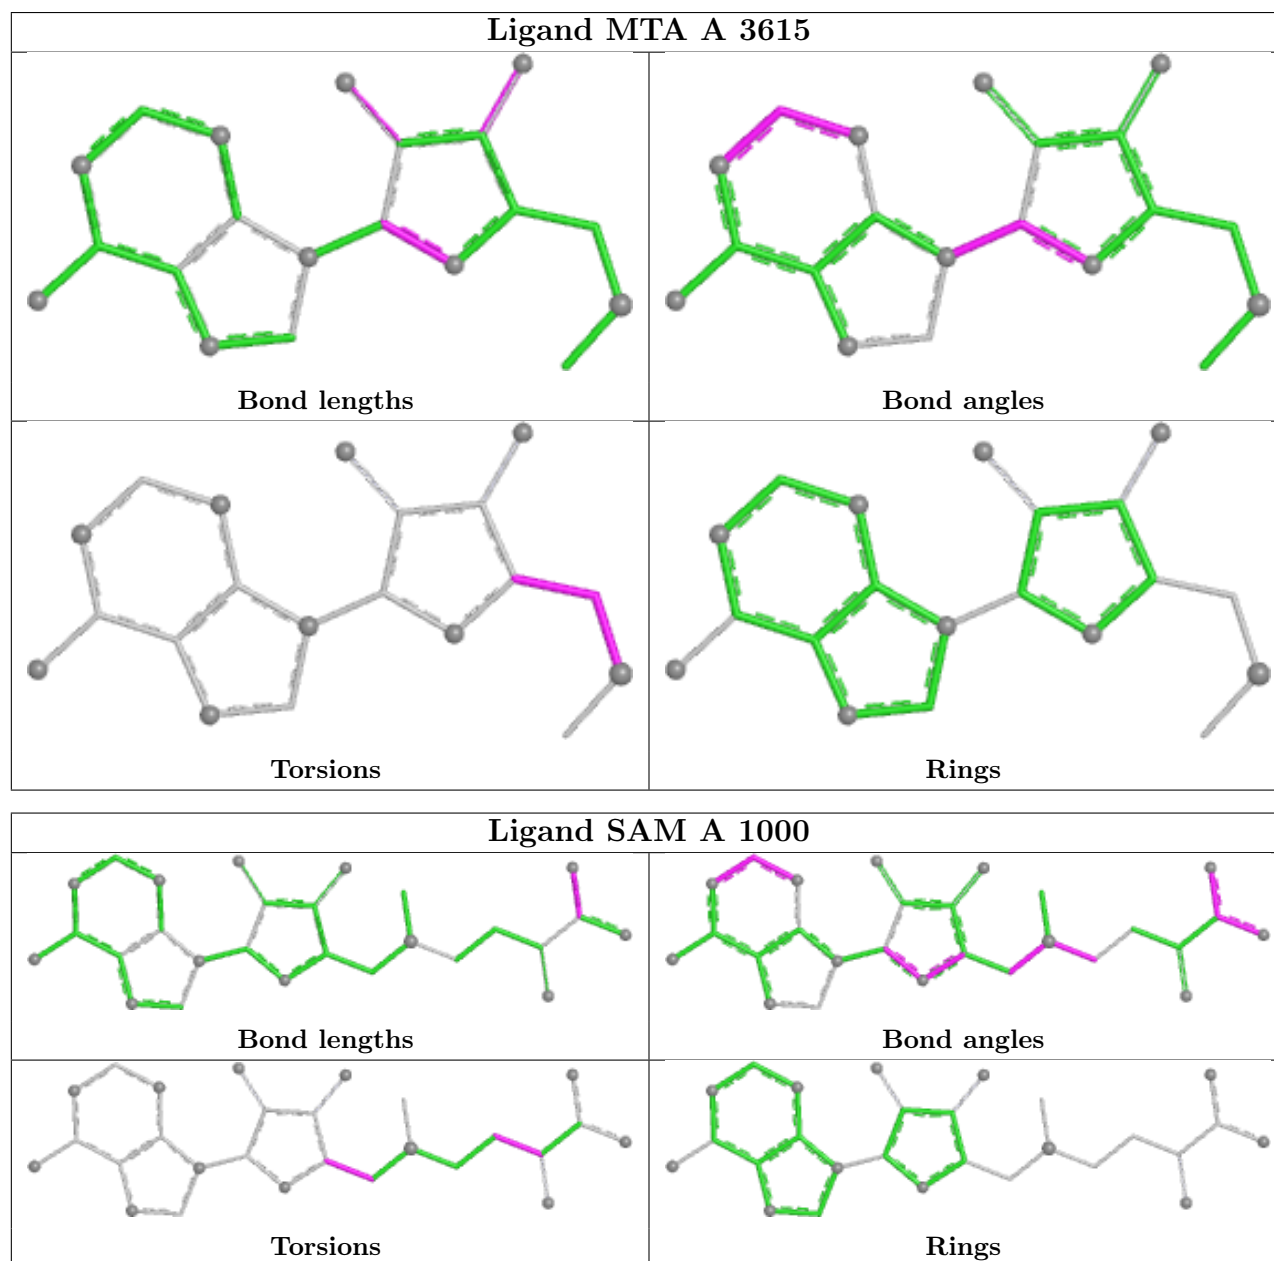 Ligand MTA A 3615
Bond lengths
Bond angles
Torsions
Rings
Ligand SAM A 1000
Bond lengths
Bond angles
Torsions
Rings